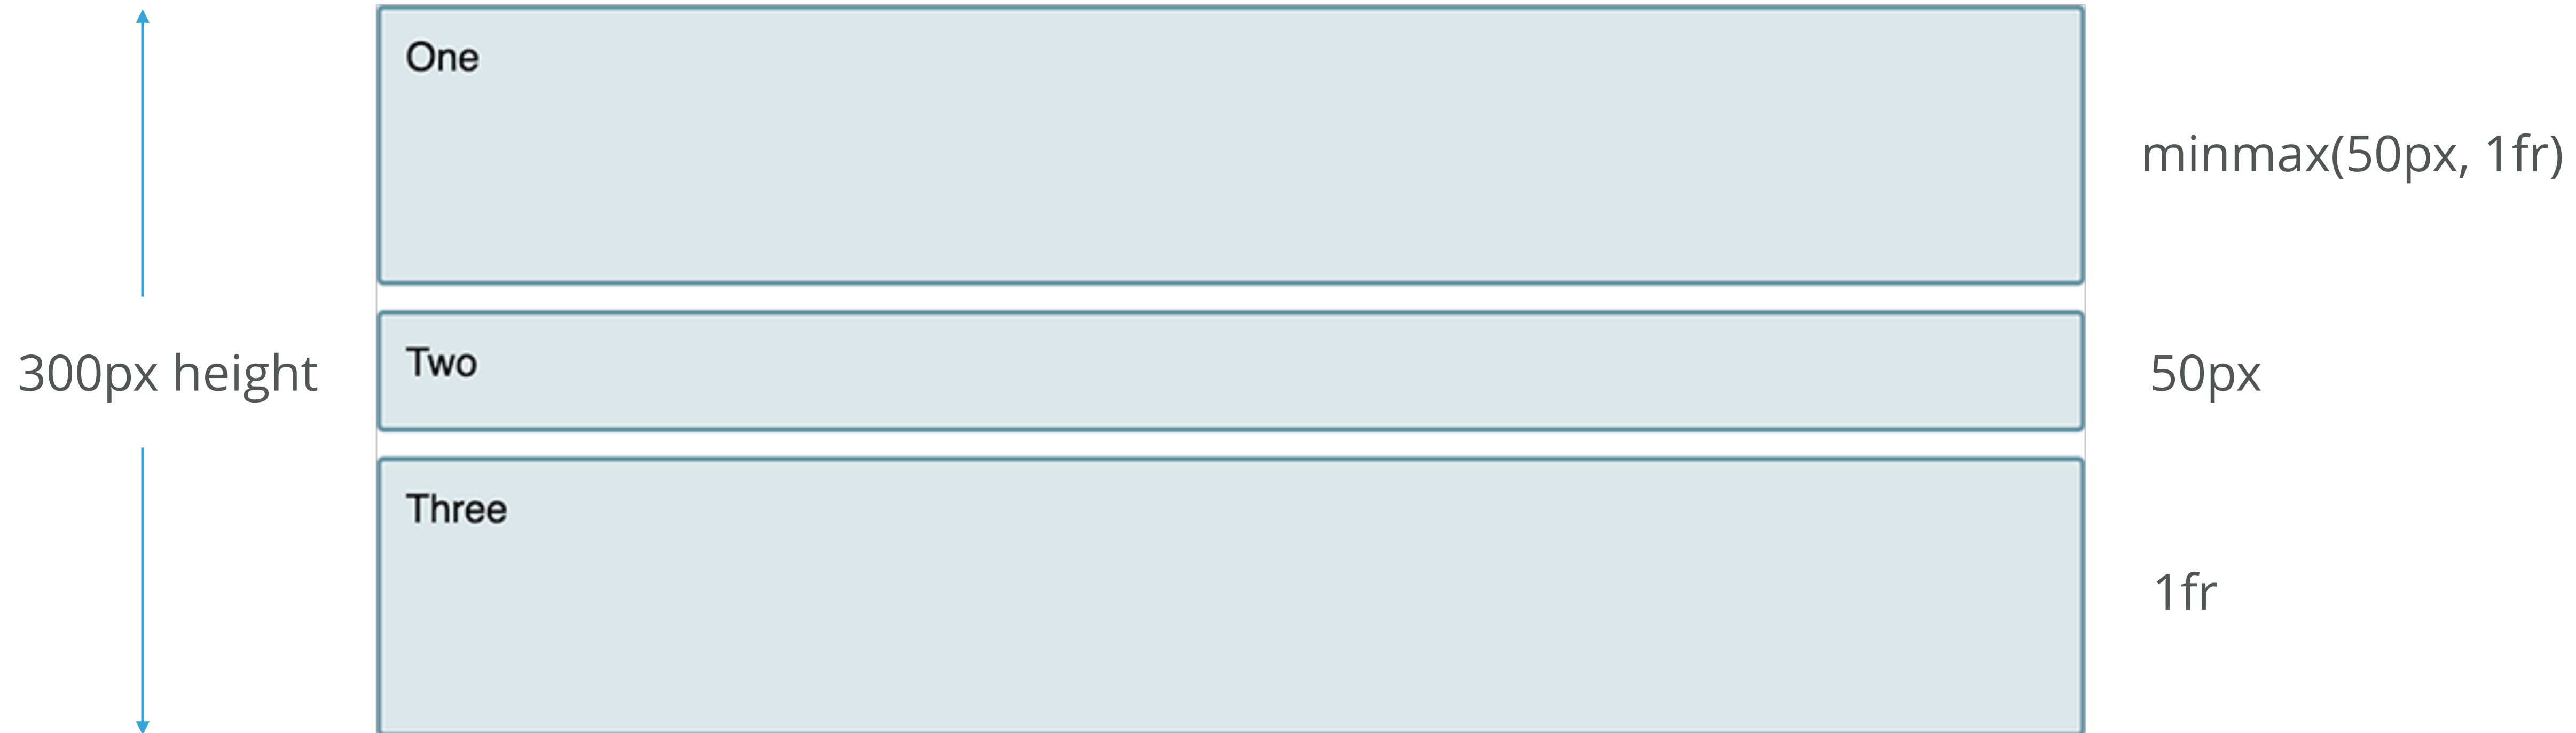 One
minmax(50px, 1fr)
300px height
Two
50px
Three
1fr